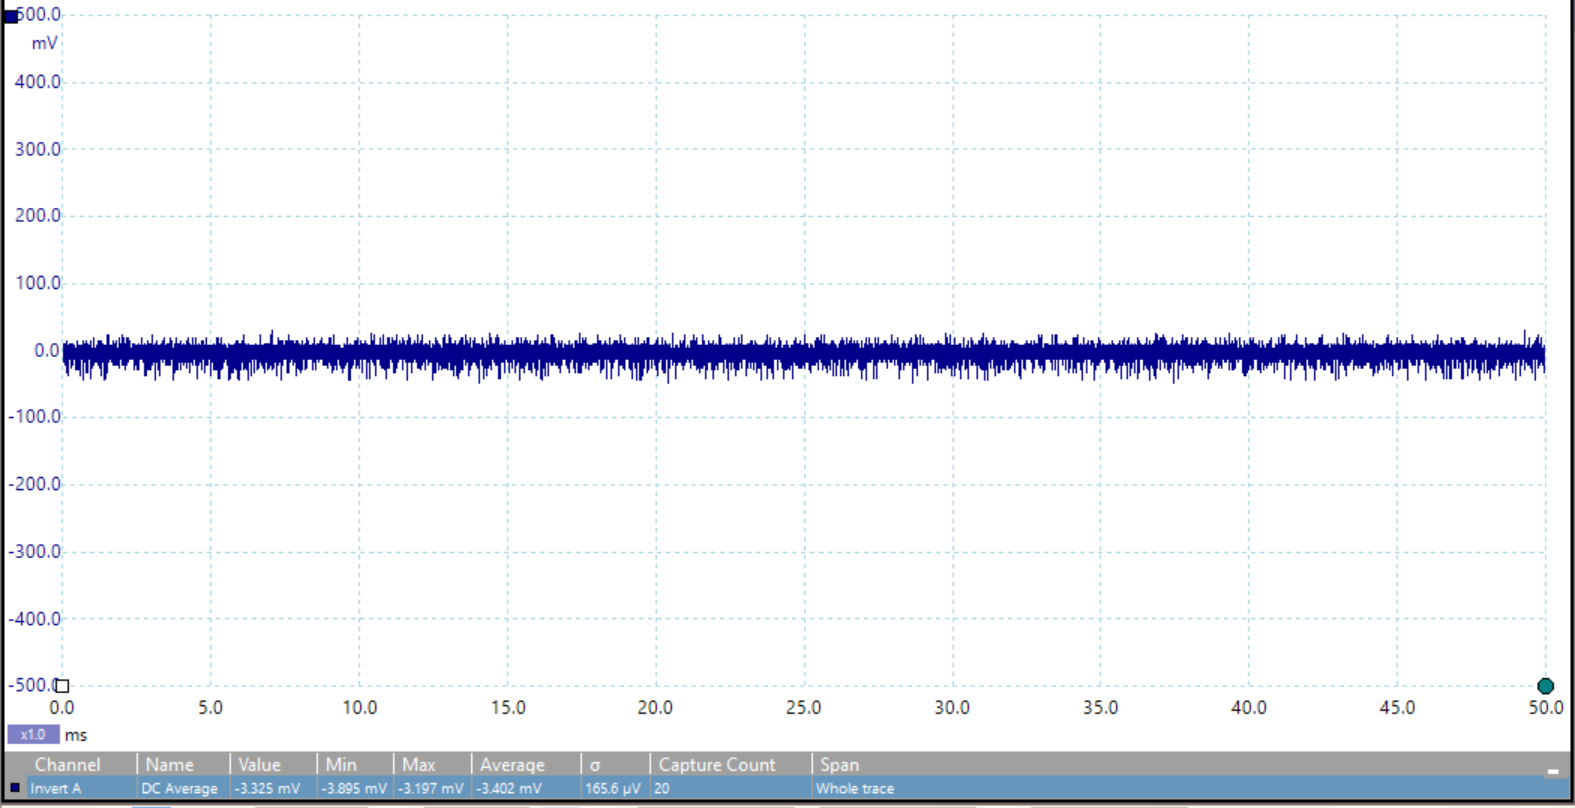 500.0
mV
400.0
300.0
200.0
100.0
0.0
-100.0
-200.0
-300.0
-400.0
-500.0
0.0 5.0 10.0 15.0 20.0 25.0 30.0 35.0 40.0 45.0 50.0
x1.0 ms
Channel Name Value Min Max Average σ Capture Count Span
Invert A DC Average -3.325 mV -3.895 mV -3.197 mV -3.402 mV 165.6 µV 20 Whole trace